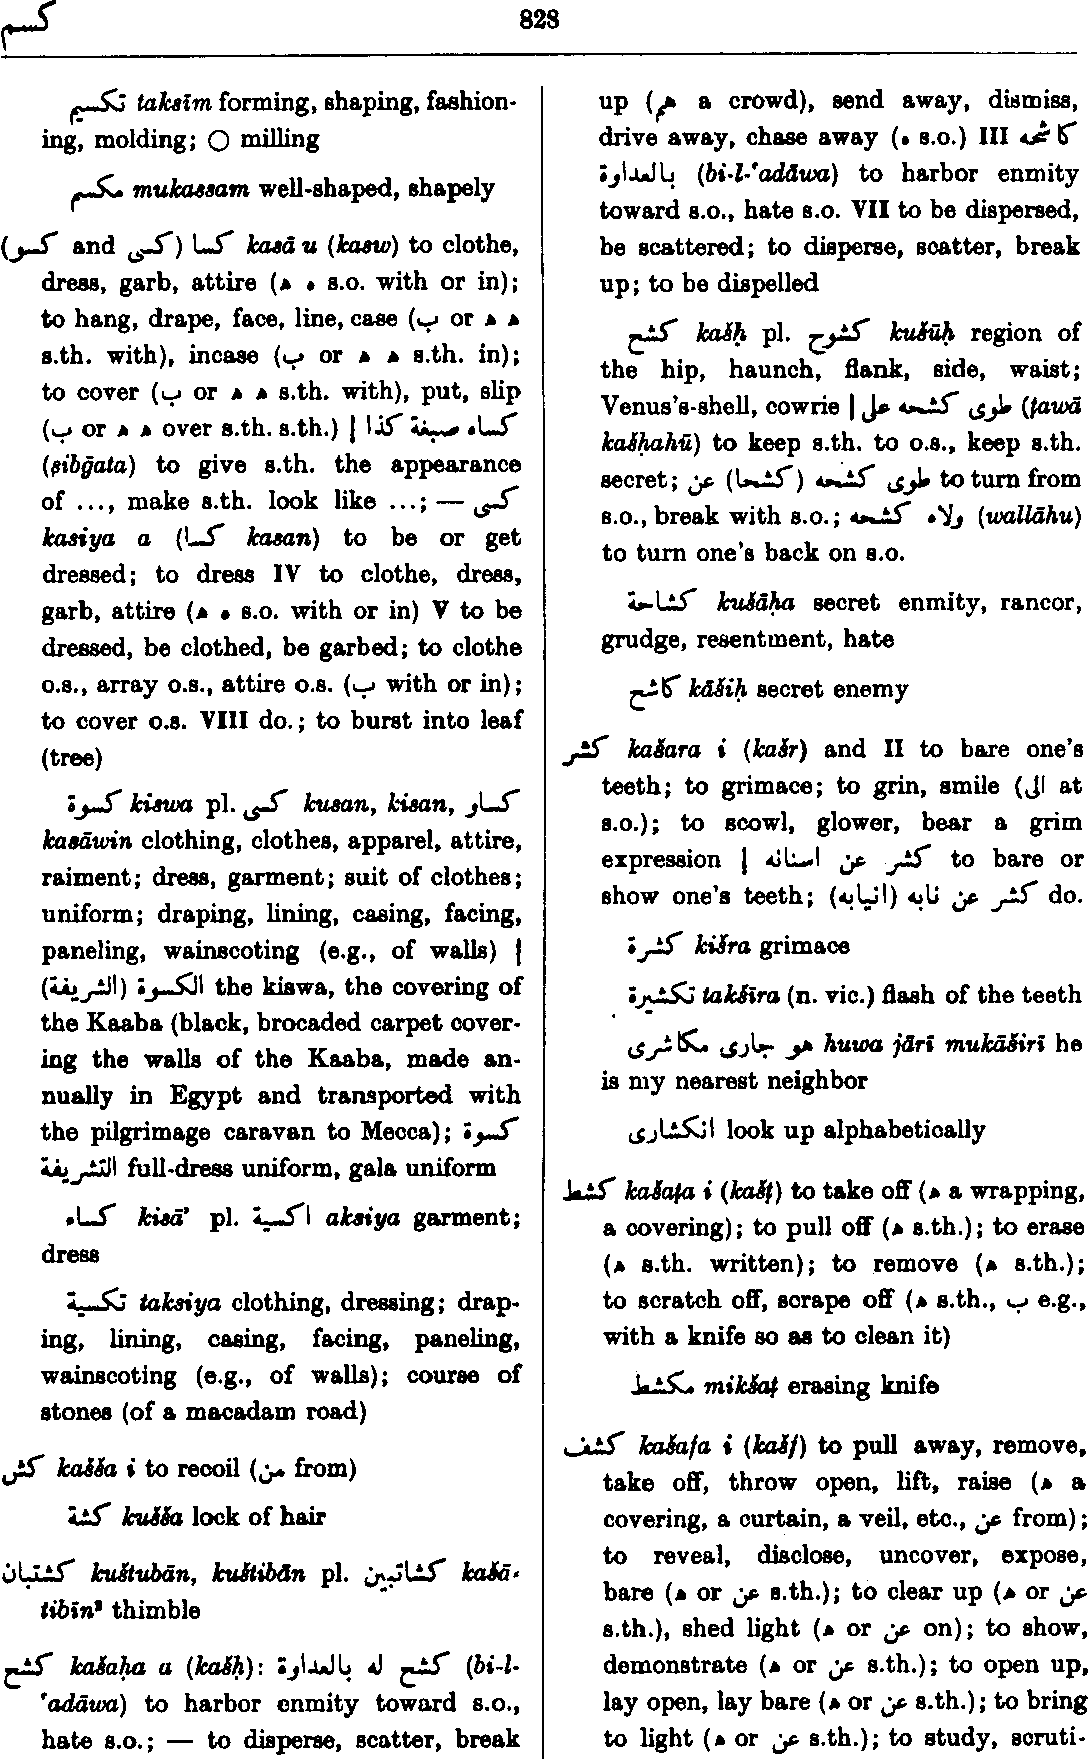 كسم
828
تكسيم taksīm forming, shaping, fashion-
ing, molding; ○ milling
مكسم mukassam well-shaped, shapely
(كسو and كسى) كسا kasā u (kasw) to clothe,
dress, garb, attire (ه ه s.o. with or in);
to hang, drape, face, line, case (ب or ه ه
s.th. with), incase (ب or ه ه s.th. in);
to cover (ب or ه ه s.th. with), put, slip
(ب or ه ه over s.th. s.th.) | كساه صبغة كذا
(ṣibḡata) to give s.th. the appearance
of ..., make s.th. look like ...; — كسى
kasiya a (كسا kasan) to be or get
dressed; to dress IV to clothe, dress,
garb, attire (ه ه s.o. with or in) V to be
dressed, be clothed, be garbed; to clothe
o.s., array o.s., attire o.s. (ب with or in);
to cover o.s. VIII do.; to burst into leaf
(tree)
كسوة kiswa pl. كسى kusan, kisan, كساو
kasāwin clothing, clothes, apparel, attire,
raiment; dress, garment; suit of clothes;
uniform; draping, lining, casing, facing,
paneling, wainscoting (e.g., of walls) |
الكسوة (الشريفة) the kiswa, the covering of
the Kaaba (black, brocaded carpet cover-
ing the walls of the Kaaba, made an-
nually in Egypt and transported with
the pilgrimage caravan to Mecca); كسوة
التشريفة full-dress uniform, gala uniform
كساء kisā' pl. اكسية aksiya garment;
dress
تكسية taksiya clothing, dressing; drap-
ing, lining, casing, facing, paneling,
wainscoting (e.g., of walls); course of
stones (of a macadam road)
كش kašša i to recoil (من from)
كشة kušša lock of hair
كشتبان kuštubān, kuštibān pl. كشاتبين kašā-
tibīn² thimble
كشح kašaḥa a (kašḥ): كشح له بالعداوة (bi-l-
'adāwa) to harbor enmity toward s.o.,
hate s.o.; — to disperse, scatter, break
up (هم a crowd), send away, dismiss,
drive away, chase away (ه s.o.) III كاشحه
بالعداوة (bi-l-'adāwa) to harbor enmity
toward s.o., hate s.o. VII to be dispersed,
be scattered; to disperse, scatter, break
up; to be dispelled
كشح kašḥ pl. كشوح kušūḥ region of
the hip, haunch, flank, side, waist;
Venus's-shell, cowrie | طوى كشحه على (ṭawā
kašḥahū) to keep s.th. to o.s., keep s.th.
secret; طوى كشحه (كشحا) عن to turn from
s.o., break with s.o.; ولاه كشحه (wallāhu)
to turn one's back on s.o.
كشاحة kušāḥa secret enmity, rancor,
grudge, resentment, hate
كاشح kāšiḥ secret enemy
كشر kašara i (kašr) and II to bare one's
teeth; to grimace; to grin, smile (الى at
s.o.); to scowl, glower, bear a grim
expression | كشر عن اسنانه to bare or
show one's teeth; كشر عن نابه (انيابه) do.
كشرة kišra grimace
تكشيرة takšīra (n. vic.) flash of the teeth
هو جارى مكاشرى huwa jārī mukāširī he
is my nearest neighbor
انكشارى look up alphabetically
كشط kašaṭa i (kašṭ) to take off (ه a wrapping,
a covering); to pull off (ه s.th.); to erase
(ه s.th. written); to remove (ه s.th.);
to scratch off, scrape off (ه s.th., ب e.g.,
with a knife so as to clean it)
مكشط mikšaṭ erasing knife
كشف kašafa i (kašf) to pull away, remove,
take off, throw open, lift, raise (ه a
covering, a curtain, a veil, etc., عن from);
to reveal, disclose, uncover, expose,
bare (ه or عن s.th.); to clear up (ه or عن
s.th.), shed light (ه or عن on); to show,
demonstrate (ه or عن s.th.); to open up,
lay open, lay bare (ه or عن s.th.); to bring
to light (ه or عن s.th.); to study, scruti-